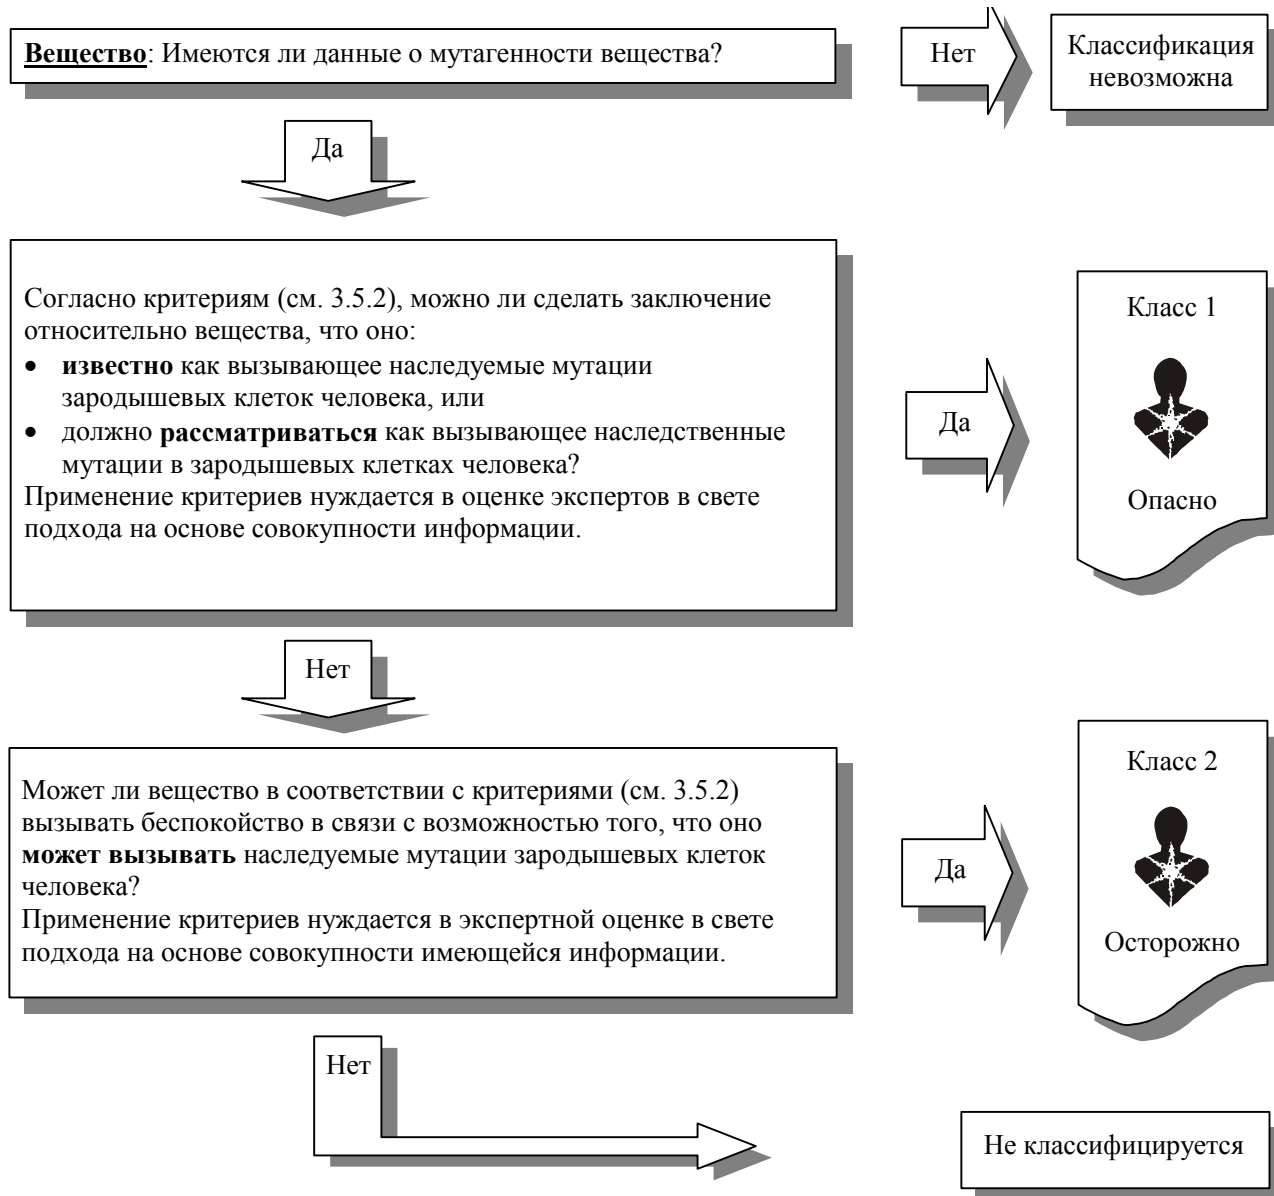 Вещество: Имеются ли данные о мутагенности вещества?
Нет
Классификация
невозможна
Да
Согласно критериям (см. 3.5.2), можно ли сделать заключение
относительно вещества, что оно:
• известно как вызывающее наследуемые мутации
зародышевых клеток человека, или
• должно рассматриваться как вызывающее наследственные
мутации в зародышевых клетках человека?
Применение критериев нуждается в оценке экспертов в свете
подхода на основе совокупности информации.
Да
Класс 1
Опасно
Нет
Может ли вещество в соответствии с критериями (см. 3.5.2)
вызывать беспокойство в связи с возможностью того, что оно
может вызывать наследуемые мутации зародышевых клеток
человека?
Применение критериев нуждается в экспертной оценке в свете
подхода на основе совокупности имеющейся информации.
Да
Класс 2
Осторожно
Нет
Не классифицируется